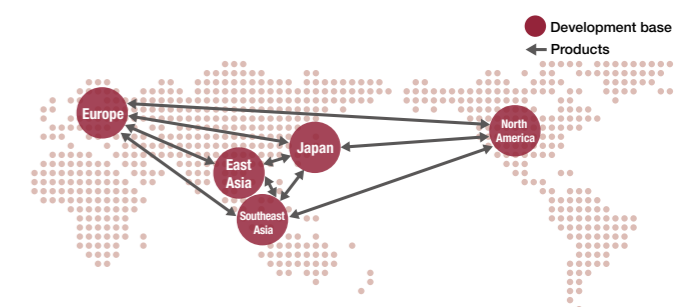 Development base
Products
Europe
North
America
Japan
East
Asia
Southeast
Asia